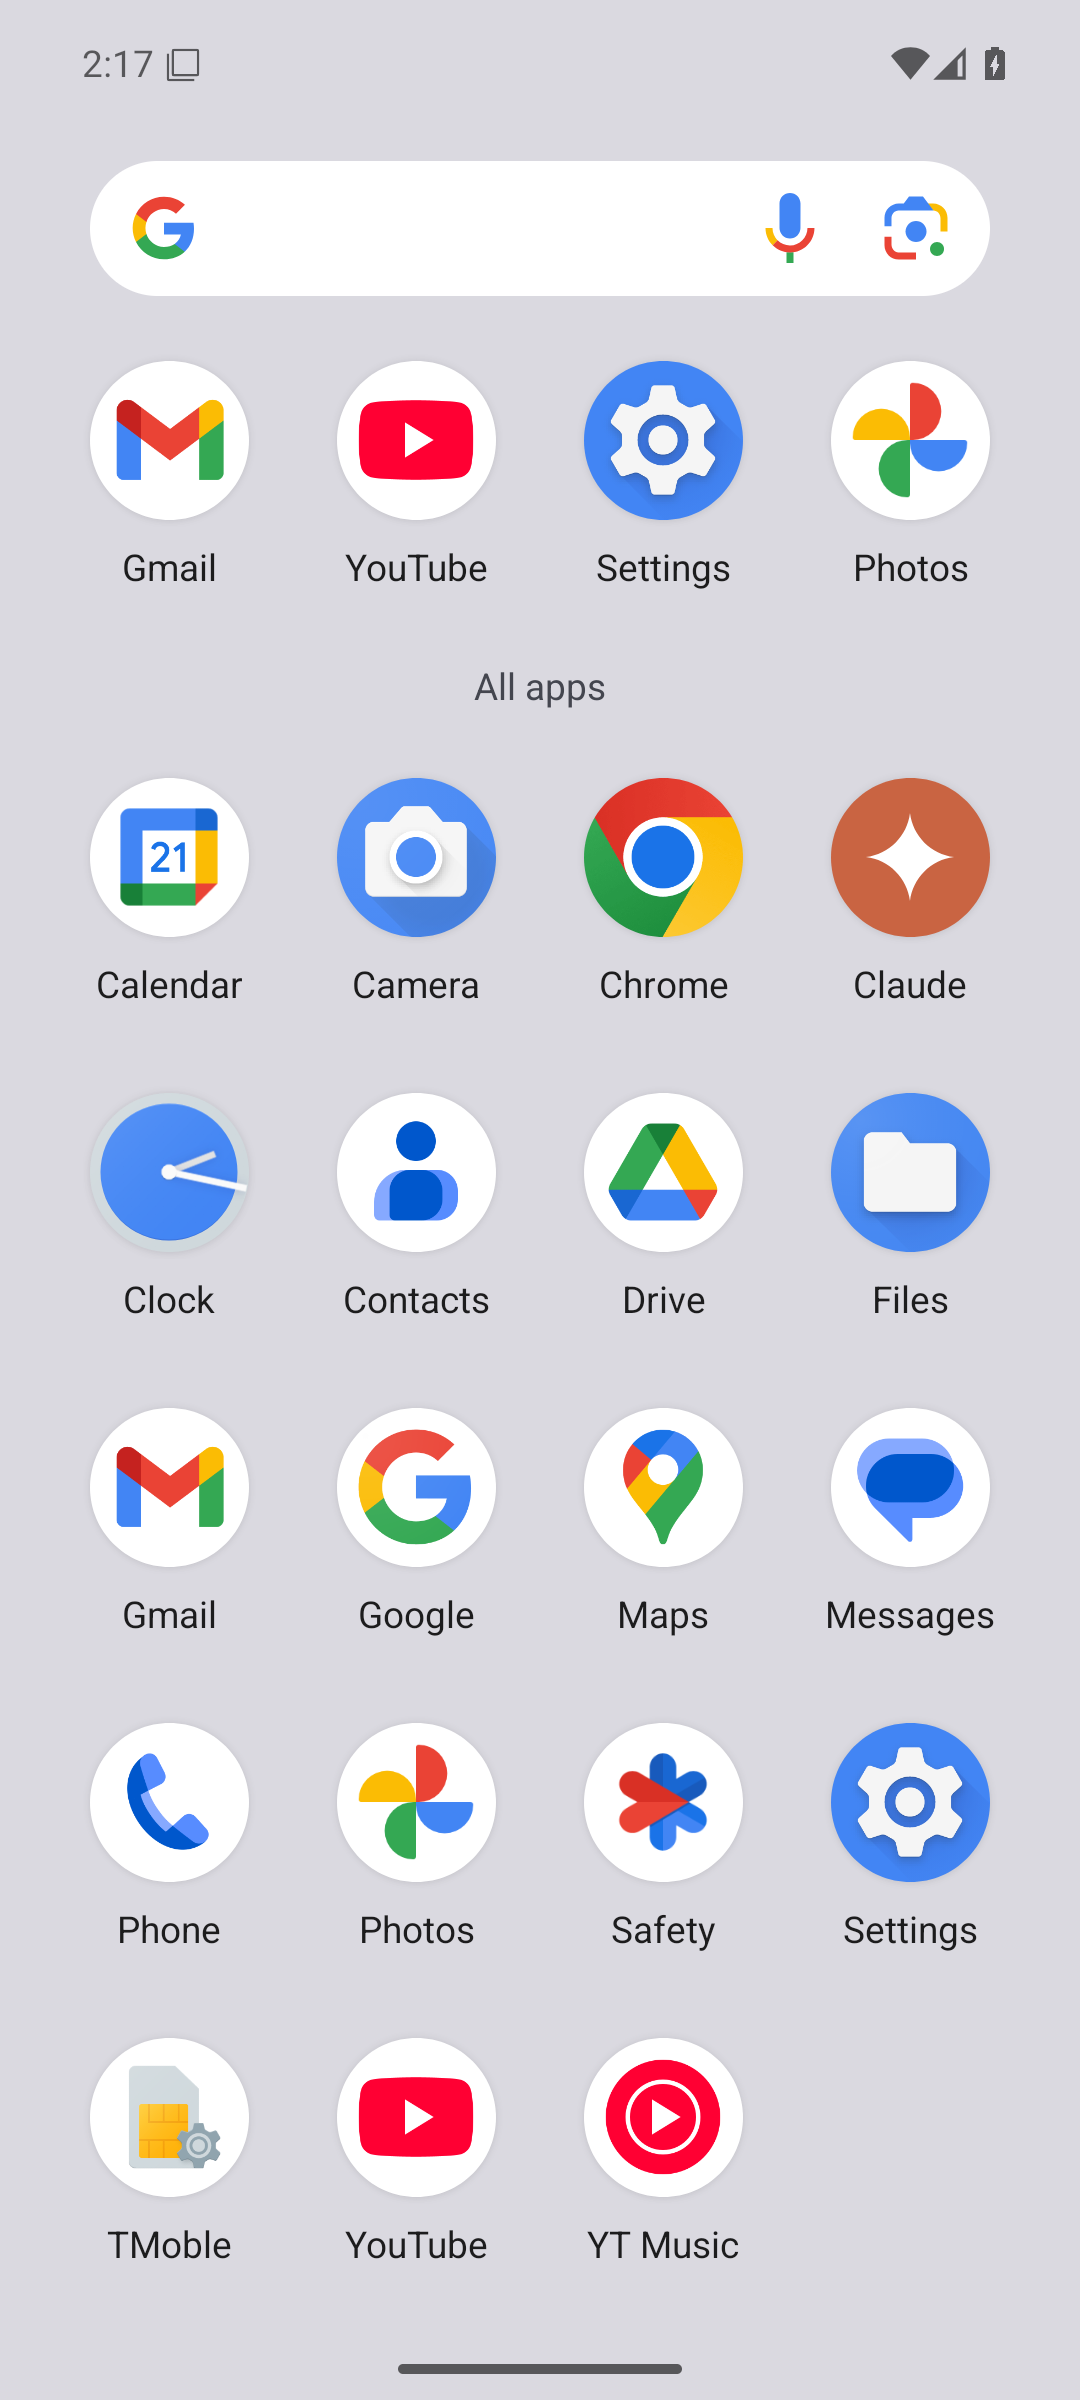 2:17
Gmail YouTube Settings Photos
All apps
21
Calendar Camera Chrome Claude
Clock Contacts Drive Files
Gmail Google Maps Messages
Phone Photos Safety Settings
TMoble YouTube YT Music